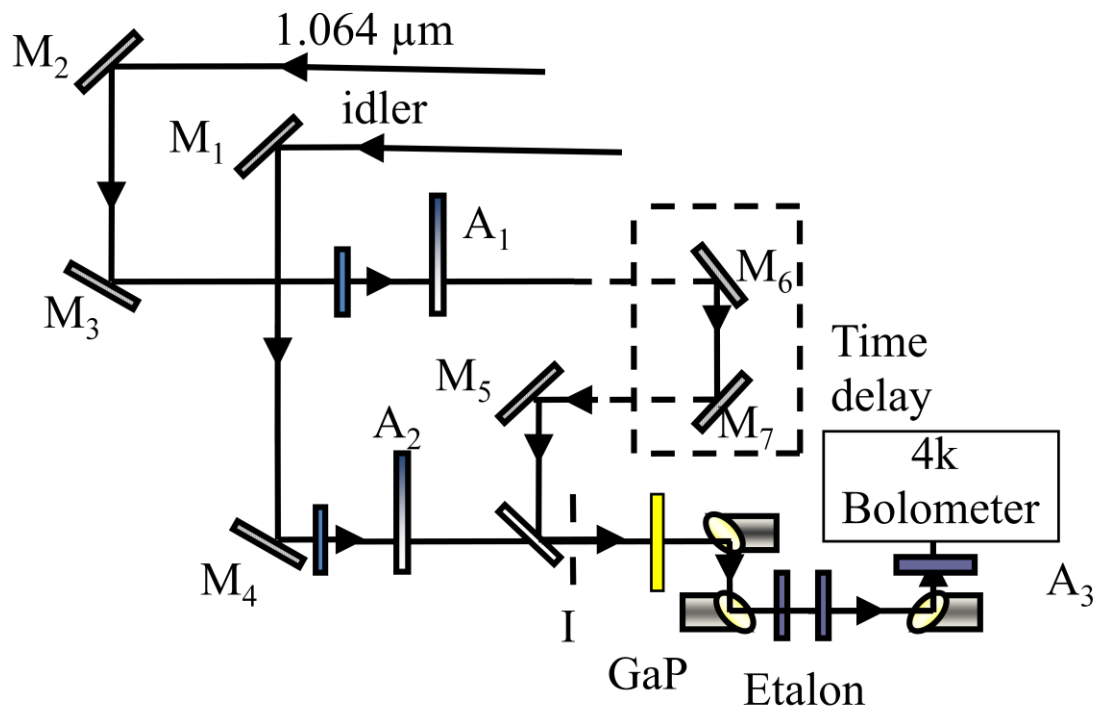 1.064 µm
M2
idler
M1
A1
M6
M3
Time
delay
M5
M7
A2
4k
Bolometer
M4
A3
I
GaP
Etalon